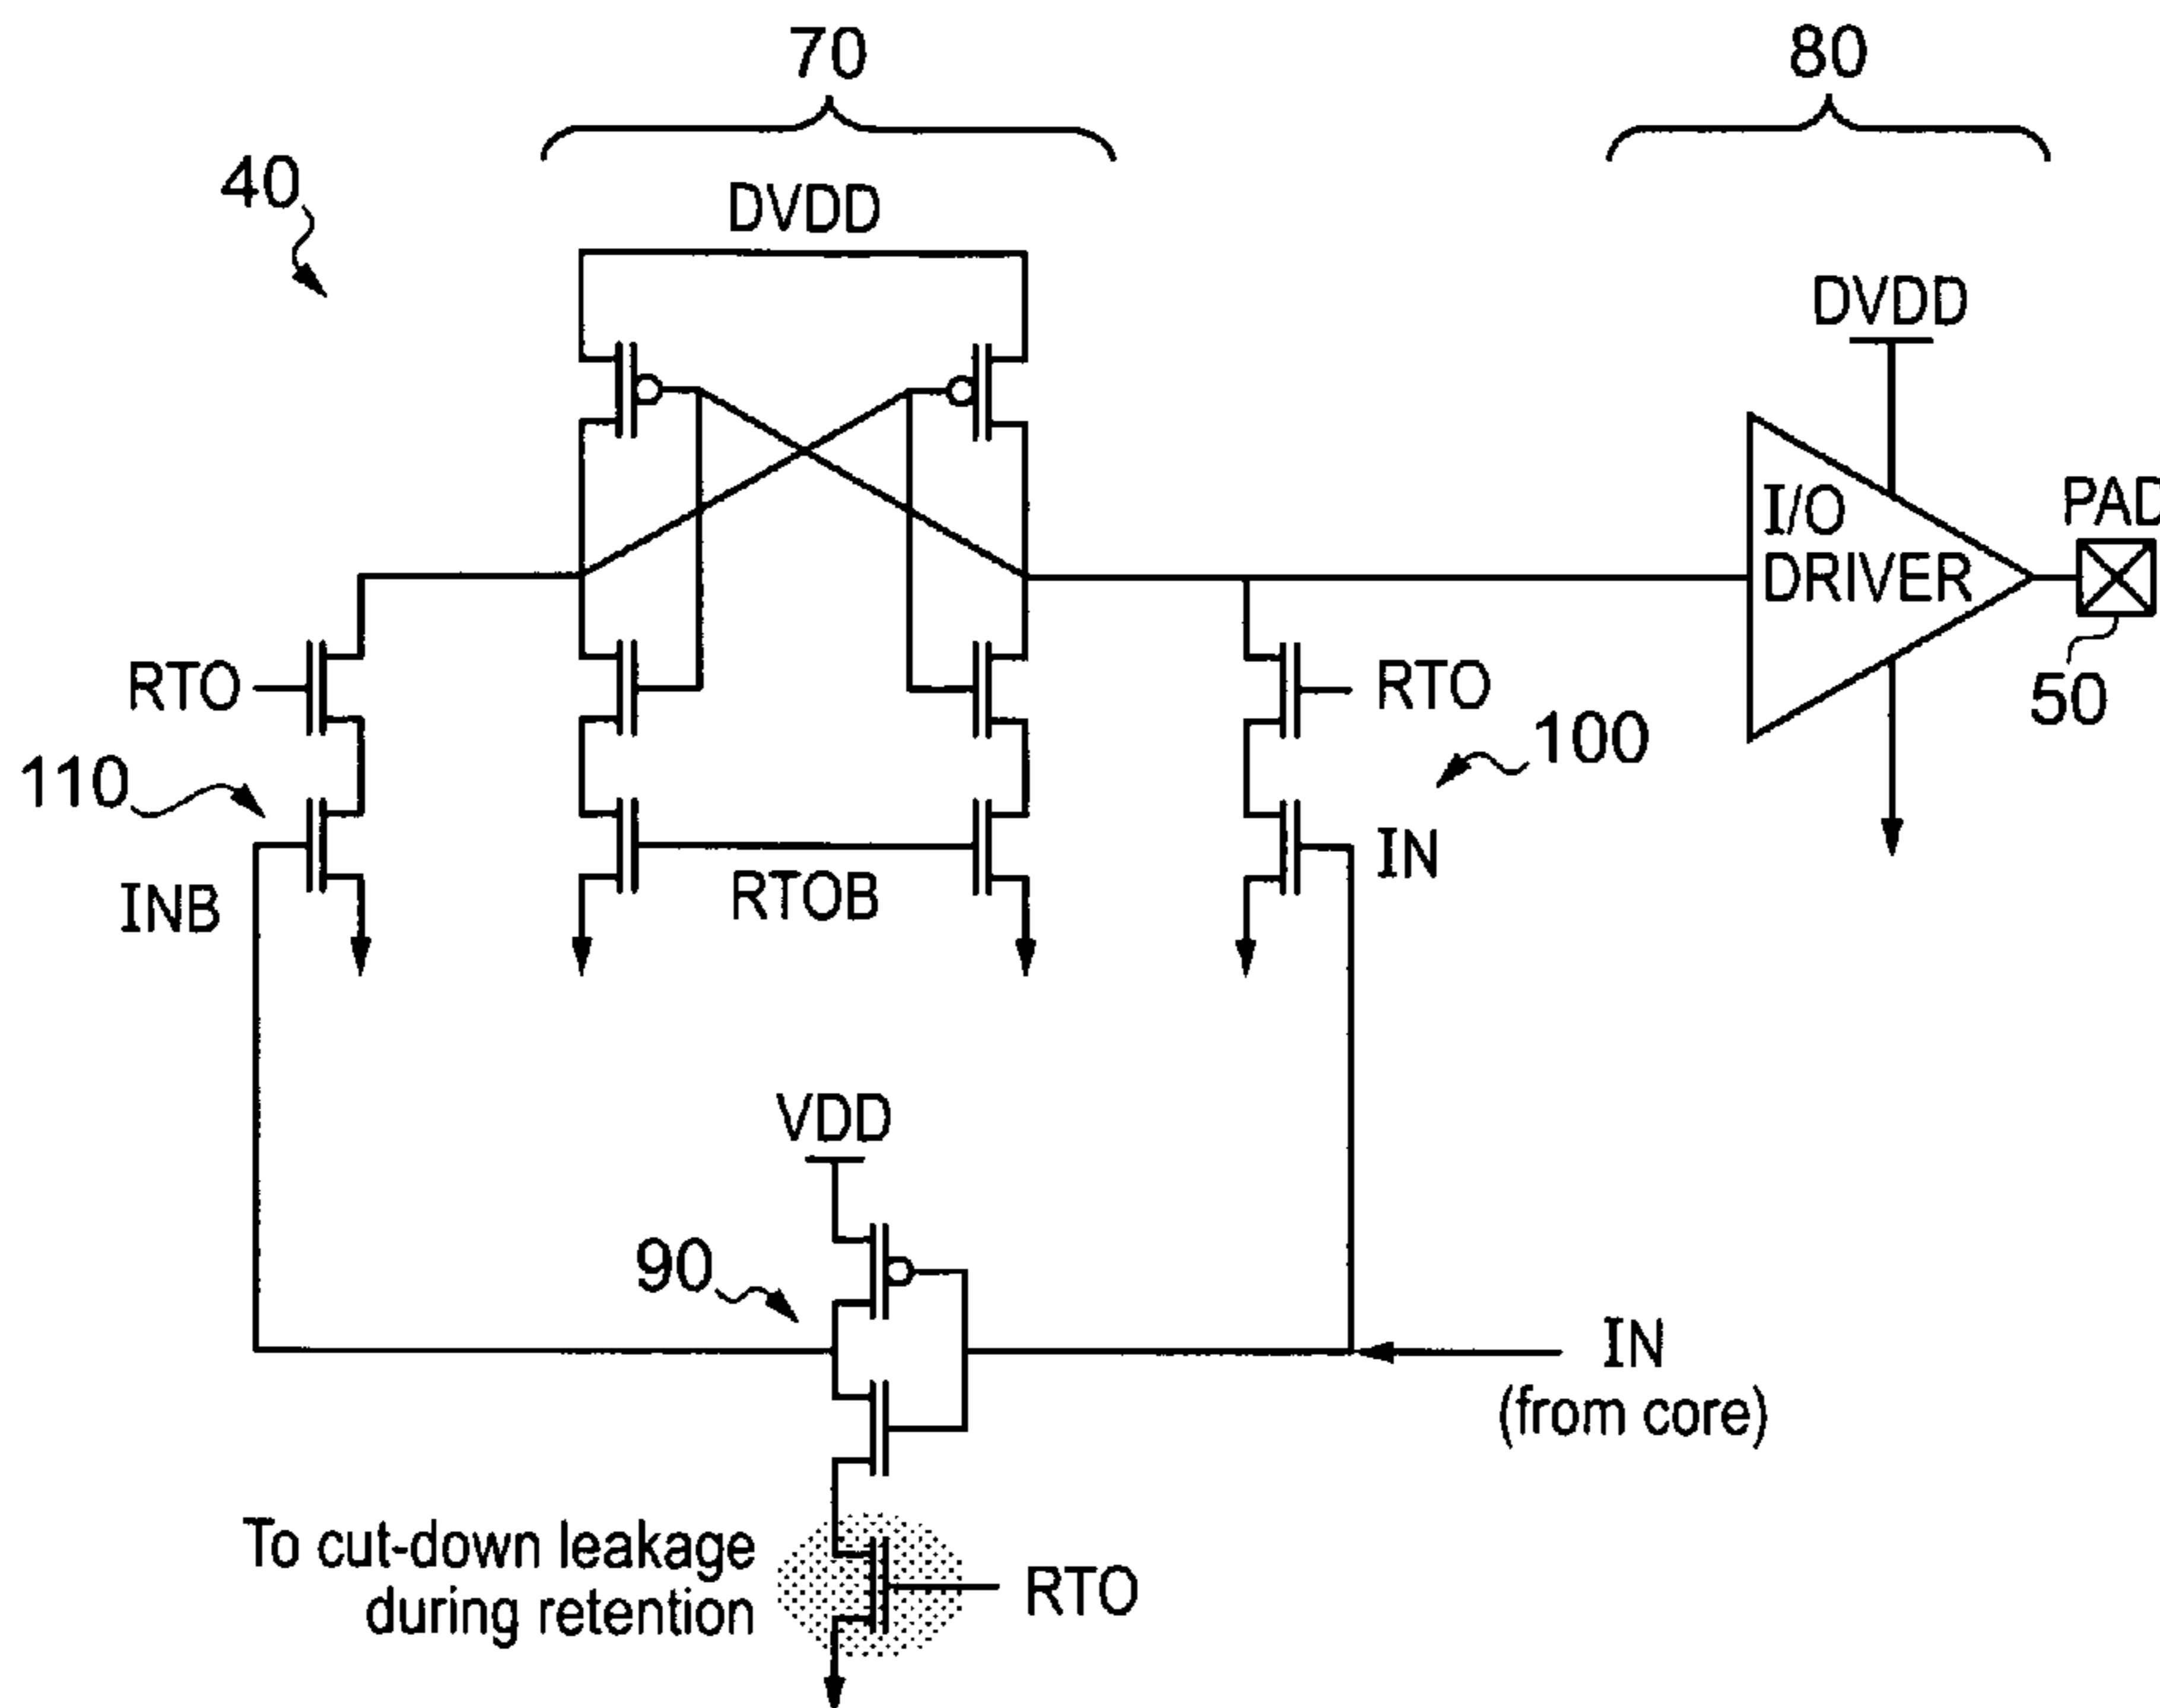 70
80
40
DVDD
DVDD
I/O
DRIVER
PAD
50
RTO
RTO
100
110
INB
RTOB
IN
VDD
90
IN
(from core)
To cut-down leakage
during retention
RTO